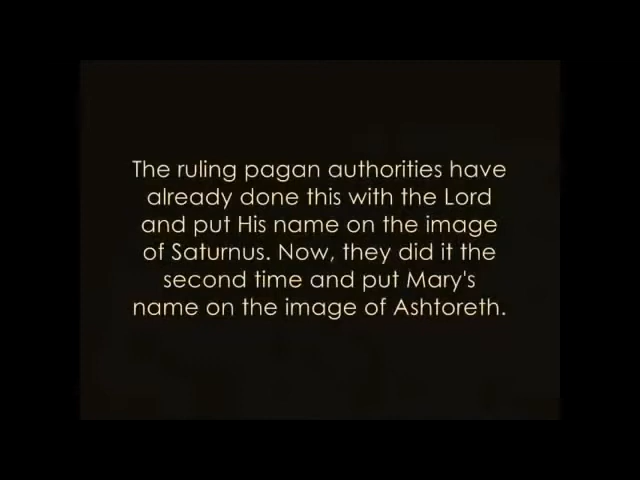 The ruling pagan authorities have
already done this with the Lord
and put His name on the image
of Saturnus. Now, they did it the
second time and put Mary's
name on the image of Ashtoreth.